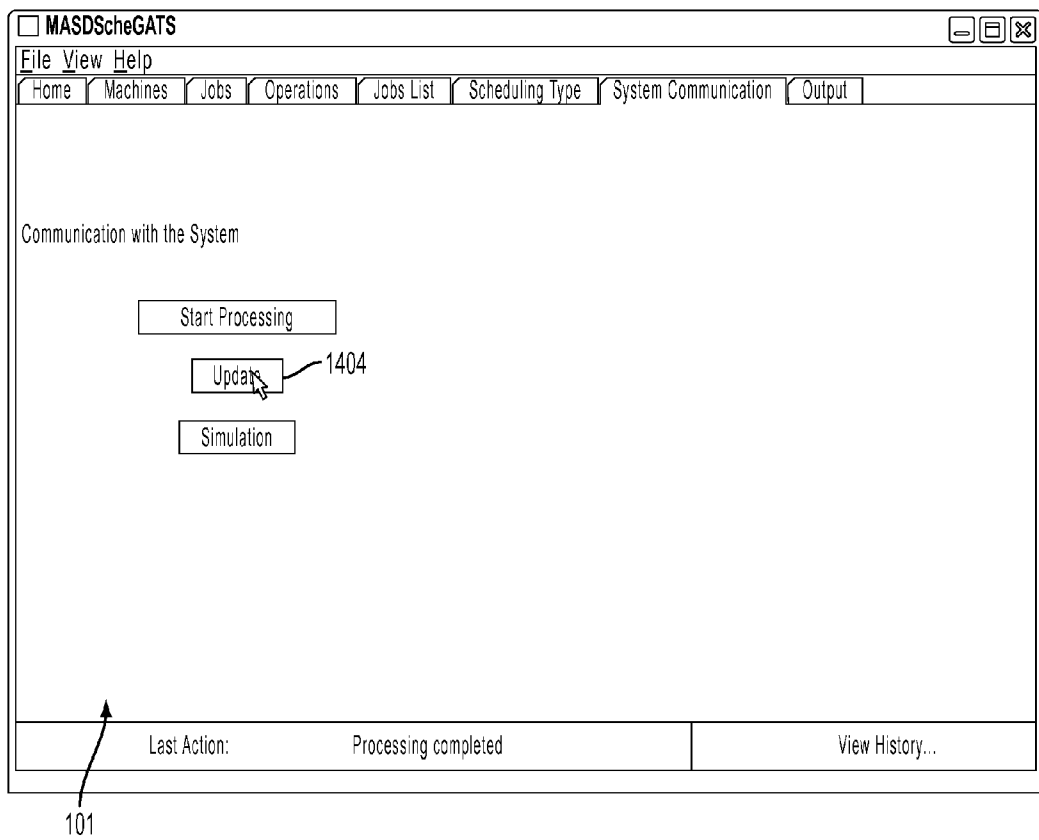 MASDScheGATS
File View Help
Home Machines Jobs Operations Jobs List Scheduling Type System Communication Output
Communication with the System
Start Processing
Update 1404
Simulation
Last Action: Processing completed View History...
101